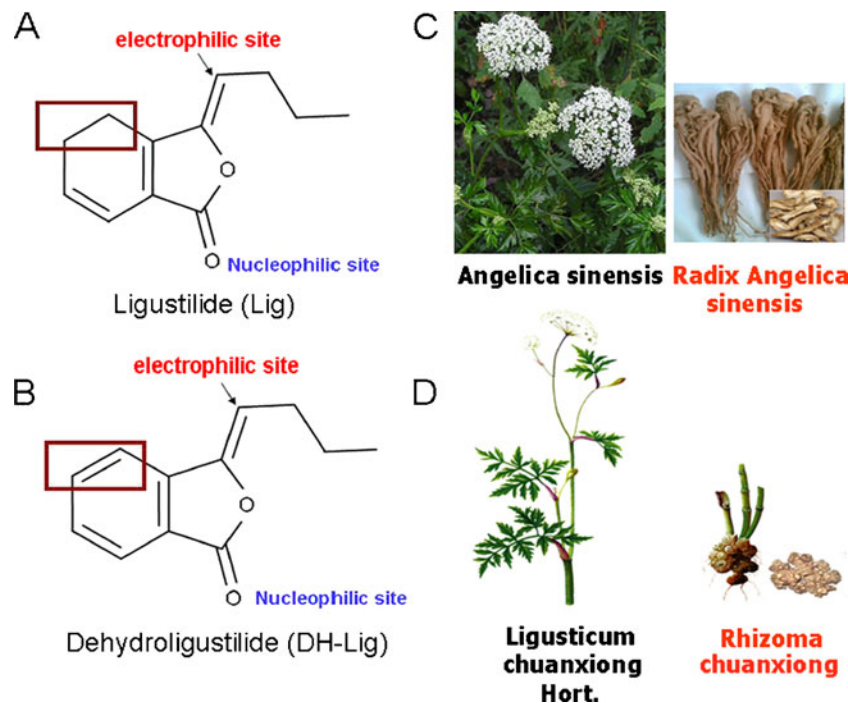 A
electrophilic site
O
O
Nucleophilic site
Ligustilide (Lig)
B
electrophilic site
O
O
Nucleophilic site
Dehydroligustilide (DH-Lig)
C
Angelica sinensis
Radix Angelica
sinensis
D
Ligusticum
chuanxiong
Hort.
Rhizoma
chuanxiong